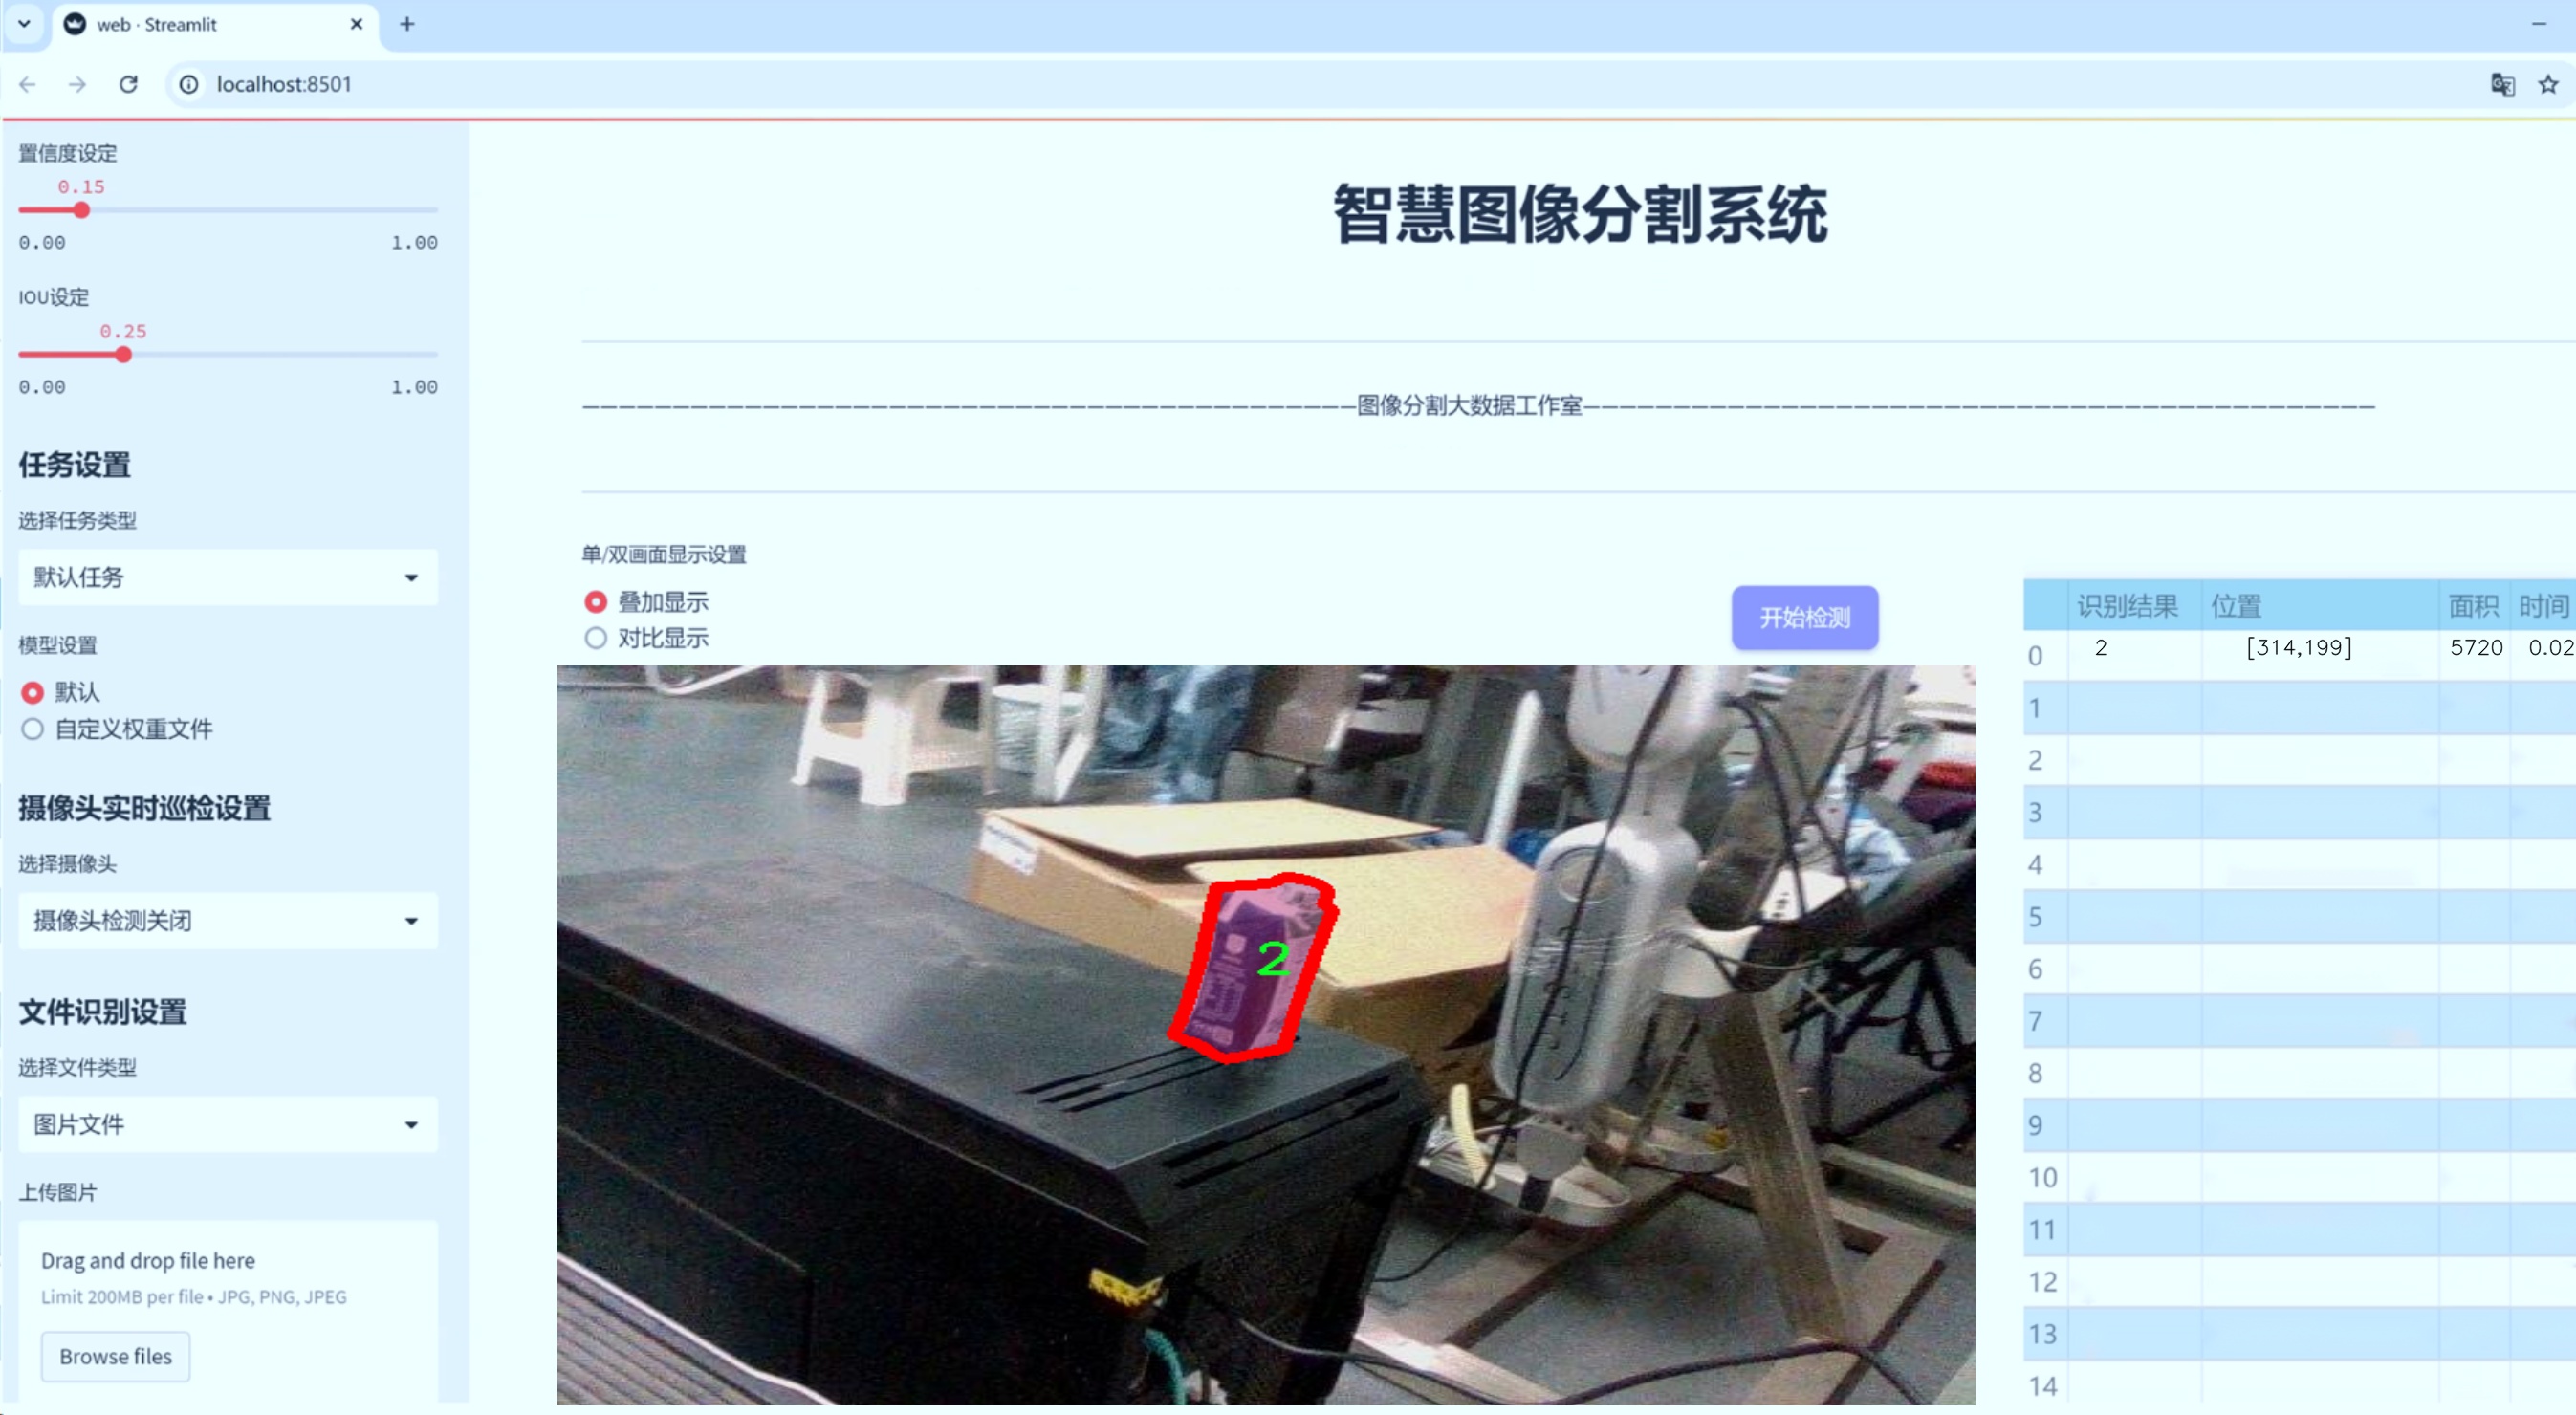 web · Streamlit
localhost:8501
置信度设定
0.15
0.00 1.00
IOU设定
0.25
0.00 1.00
任务设置
选择任务类型
默认任务
模型设置
默认
自定义权重文件
摄像头实时巡检设置
选择摄像头
摄像头检测关闭
文件识别设置
选择文件类型
图片文件
上传图片
Drag and drop file here
Limit 200MB per file • JPG, PNG, JPEG
Browse files
智慧图像分割系统
———————————————————————————————————————————图像分割大数据工作室————————————————————————————————————————————
单/双画面显示设置
叠加显示
对比显示
开始检测
2
识别结果 位置 面积 时间
0 2 [314,199] 5720 0.02
1
2
3
4
5
6
7
8
9
10
11
12
13
14